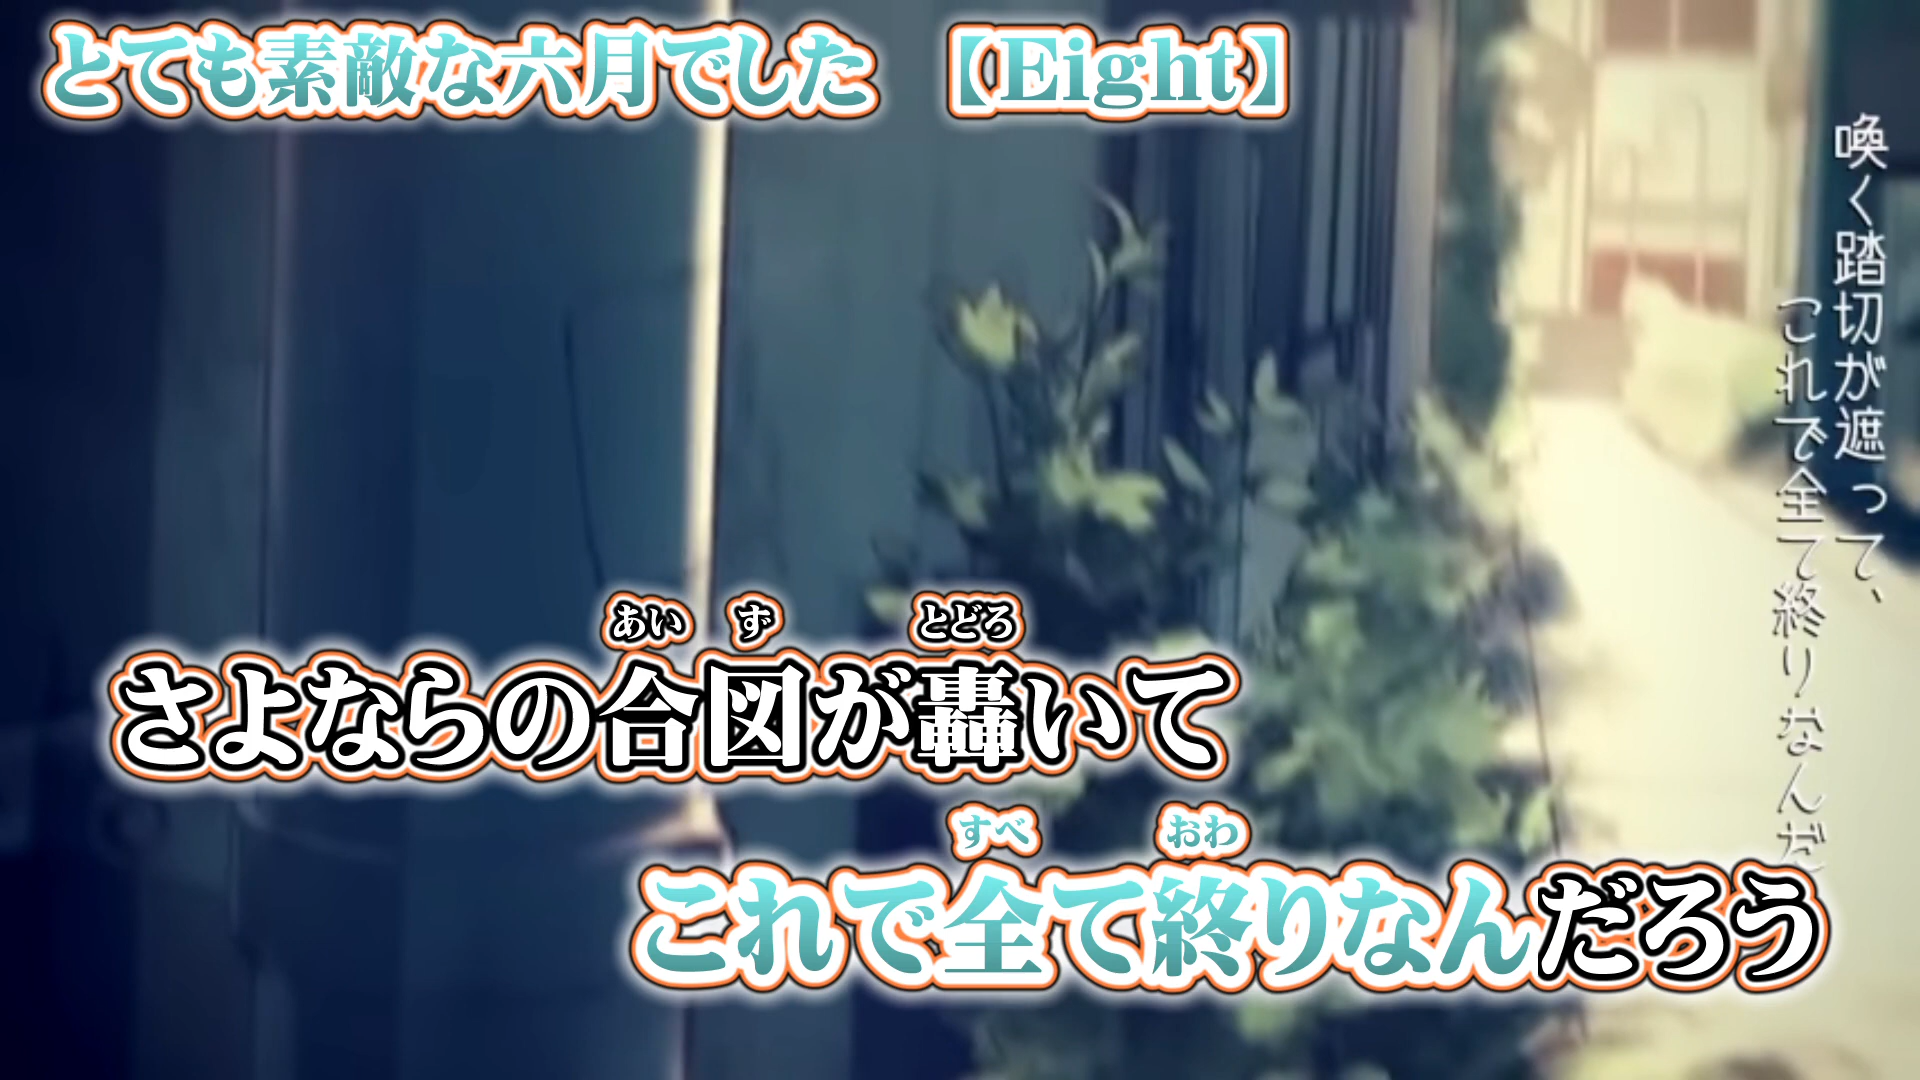 とても素敵な六月でした　【Eight】
喚く踏切が遮って、
これで全て終りなんだ
あい ず とどろ
さよならの合図が轟いて
すべ おわ
これで全て終りなんだろう